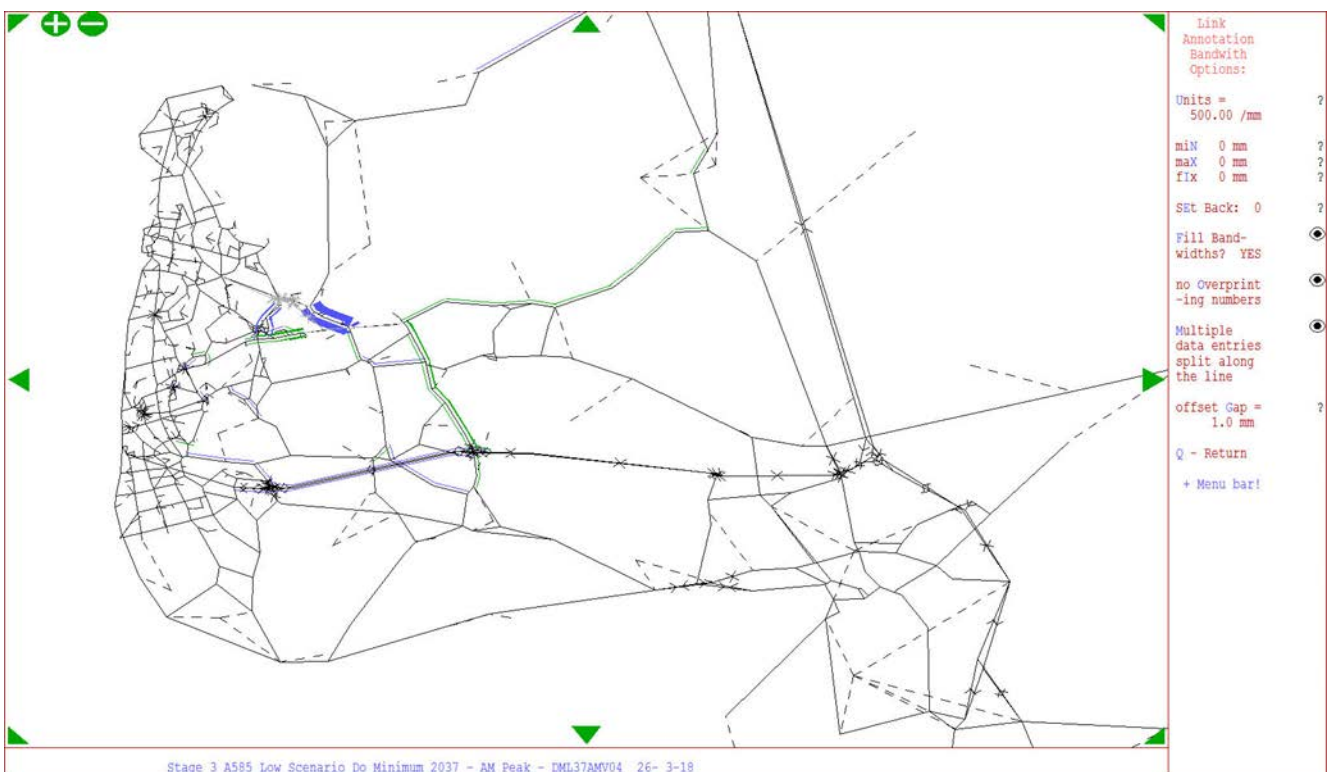 Link
Annotation
Bandwith
Options:
Units = ?
500.00 /mm
miN 0 mm ?
maX 0 mm ?
fIx 0 mm ?
SEt Back: 0 ?
Fill Band-
widths? YES
no Overprint
-ing numbers
Multiple
data entries
split along
the line
offset Gap = ?
1.0 mm
Q - Return
+ Menu bar!
Stage 3 A585 Low Scenario Do Minimum 2037 - AM Peak - DML37AMV04 26- 3-18